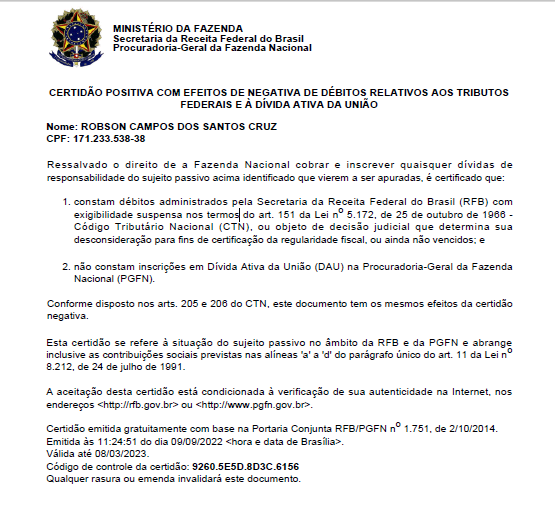 MINISTÉRIO DA FAZENDA
Secretaria da Receita Federal do Brasil
Procuradoria-Geral da Fazenda Nacional
CERTIDÃO POSITIVA COM EFEITOS DE NEGATIVA DE DÉBITOS RELATIVOS AOS TRIBUTOS
FEDERAIS E À DÍVIDA ATIVA DA UNIÃO
Nome: ROBSON CAMPOS DOS SANTOS CRUZ
CPF: 171.233.538-38
Ressalvado o direito de a Fazenda Nacional cobrar e inscrever quaisquer dívidas de
responsabilidade do sujeito passivo acima identificado que vierem a ser apuradas, é certificado que:
1. constam débitos administrados pela Secretaria da Receita Federal do Brasil (RFB) com
exigibilidade suspensa nos termos do art. 151 da Lei nº 5.172, de 25 de outubro de 1966 -
Código Tributário Nacional (CTN), ou objeto de decisão judicial que determina sua
desconsideração para fins de certificação da regularidade fiscal, ou ainda não vencidos; e
2. não constam inscrições em Dívida Ativa da União (DAU) na Procuradoria-Geral da Fazenda
Nacional (PGFN).
Conforme disposto nos arts. 205 e 206 do CTN, este documento tem os mesmos efeitos da certidão
negativa.
Esta certidão se refere à situação do sujeito passivo no âmbito da RFB e da PGFN e abrange
inclusive as contribuições sociais previstas nas alíneas 'a' a 'd' do parágrafo único do art. 11 da Lei nº
8.212, de 24 de julho de 1991.
A aceitação desta certidão está condicionada à verificação de sua autenticidade na Internet, nos
endereços <http://rfb.gov.br> ou <http://www.pgfn.gov.br>.
Certidão emitida gratuitamente com base na Portaria Conjunta RFB/PGFN nº 1.751, de 2/10/2014.
Emitida às 11:24:51 do dia 09/09/2022 <hora e data de Brasília>.
Válida até 08/03/2023.
Código de controle da certidão: 9260.5E5D.8D3C.6156
Qualquer rasura ou emenda invalidará este documento.